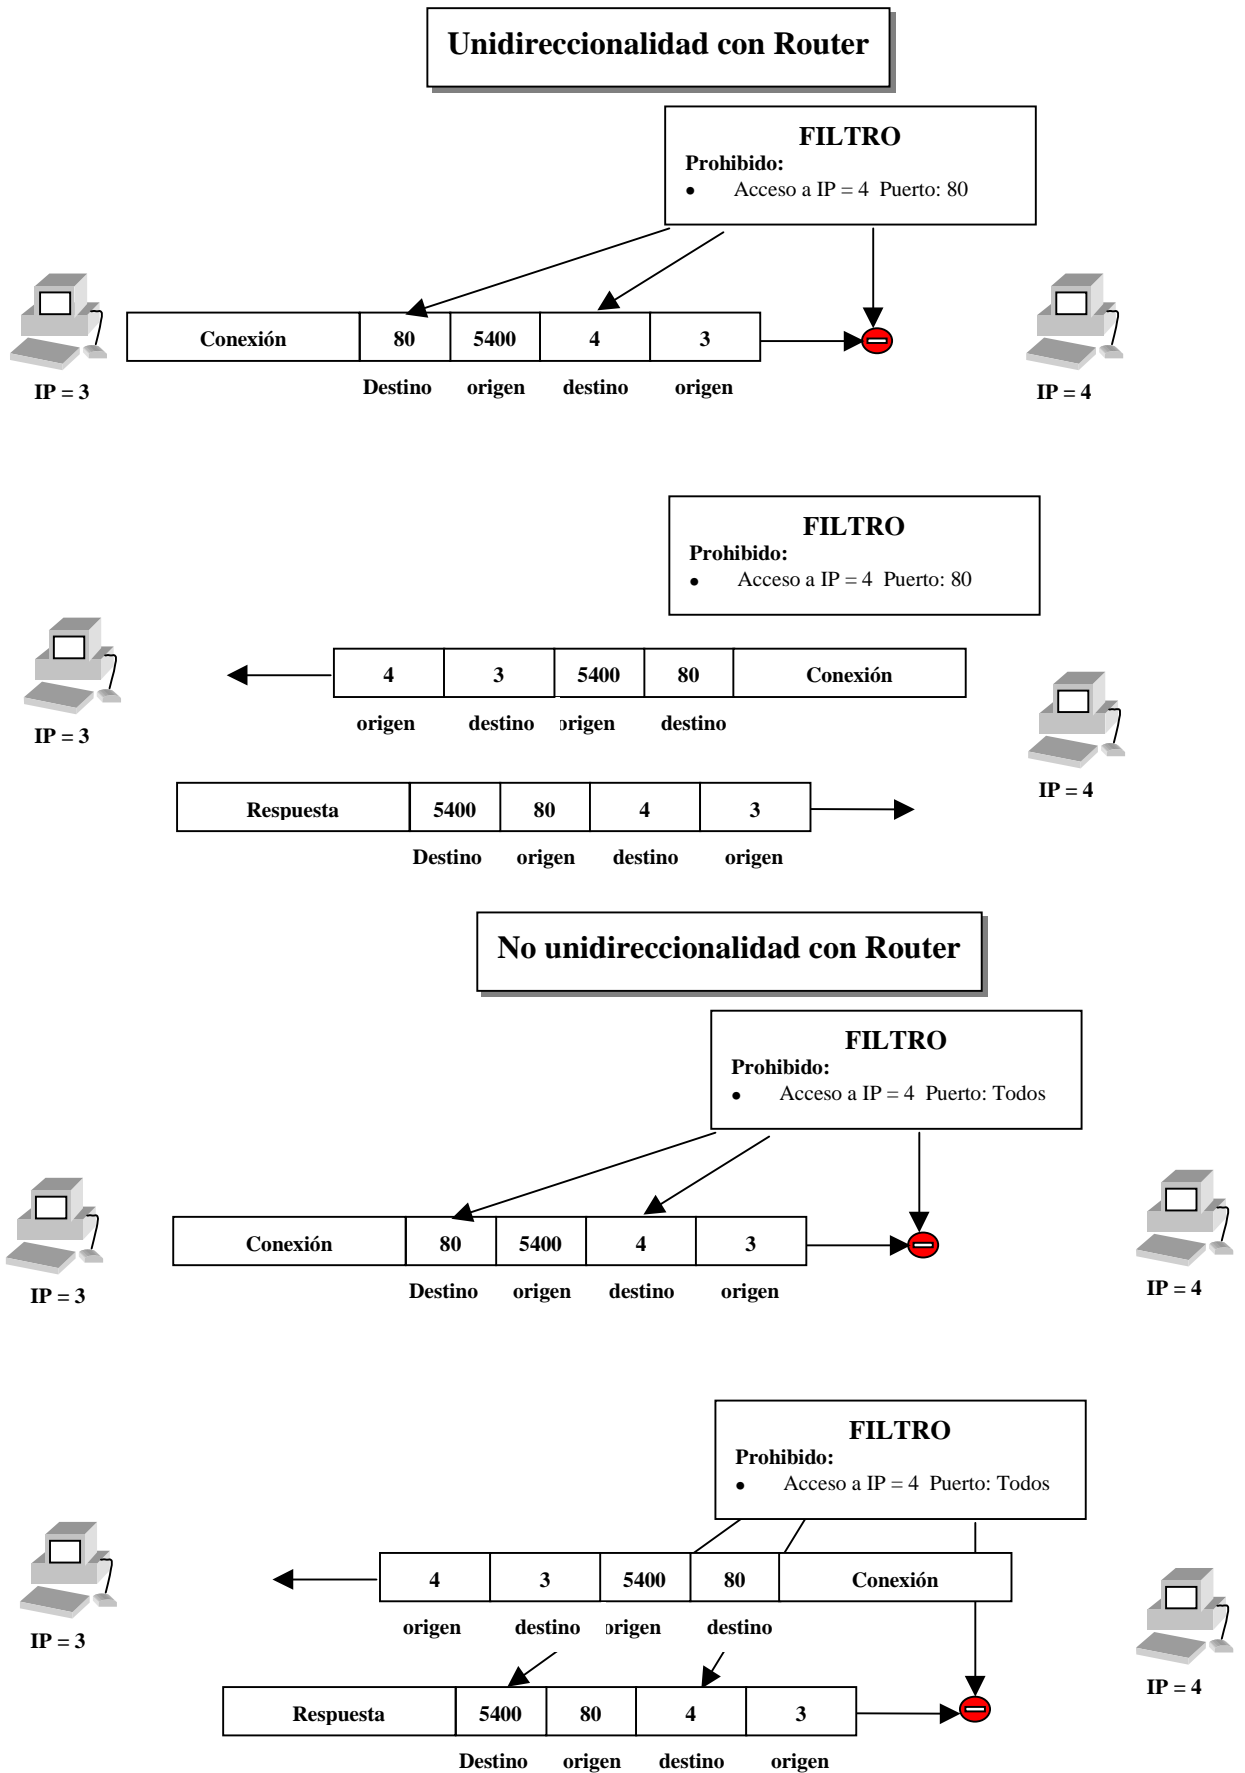 Unidireccionalidad con Router
FILTRO
Prohibido:
• Acceso a IP = 4 Puerto: 80
Conexión 80 5400 4 3
Destino origen destino origen
IP = 3
IP = 4
FILTRO
Prohibido:
• Acceso a IP = 4 Puerto: 80
4 3 5400 80 Conexión
origen destino origen destino
IP = 3
IP = 4
Respuesta 5400 80 4 3
Destino origen destino origen
No unidireccionalidad con Router
FILTRO
Prohibido:
• Acceso a IP = 4 Puerto: Todos
Conexión 80 5400 4 3
Destino origen destino origen
IP = 3
IP = 4
FILTRO
Prohibido:
• Acceso a IP = 4 Puerto: Todos
4 3 5400 80 Conexión
origen destino origen destino
IP = 3
IP = 4
Respuesta 5400 80 4 3
Destino origen destino origen